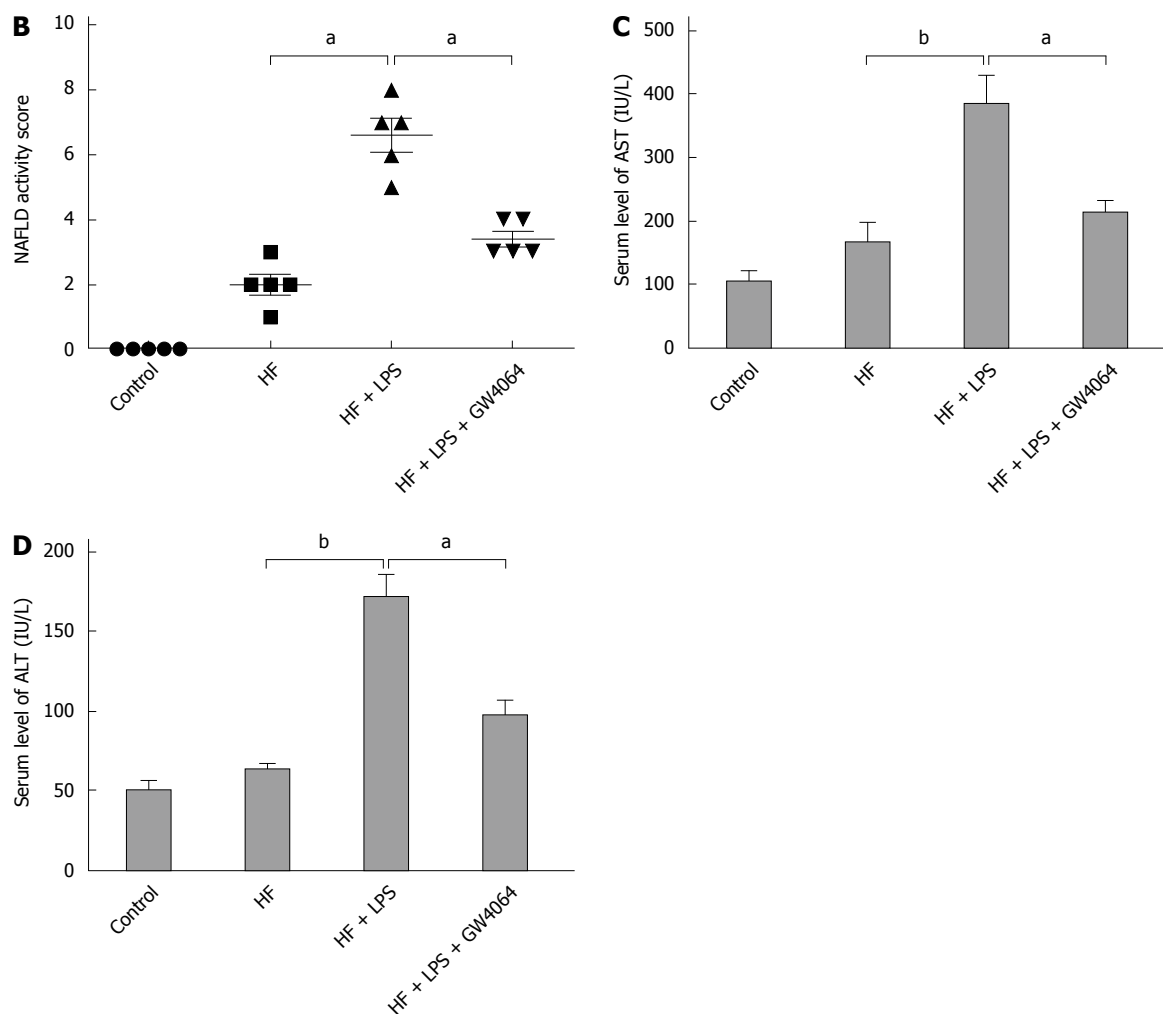 B
NAFLD activity score
10
8
6
4
2
0
a
a
Control
HF
HF + LPS
HF + LPS + GW4064
C
Serum level of AST (IU/L)
500
400
300
200
100
0
b
a
Control
HF
HF + LPS
HF + LPS + GW4064
D
Serum level of ALT (IU/L)
200
150
100
50
0
b
a
Control
HF
HF + LPS
HF + LPS + GW4064